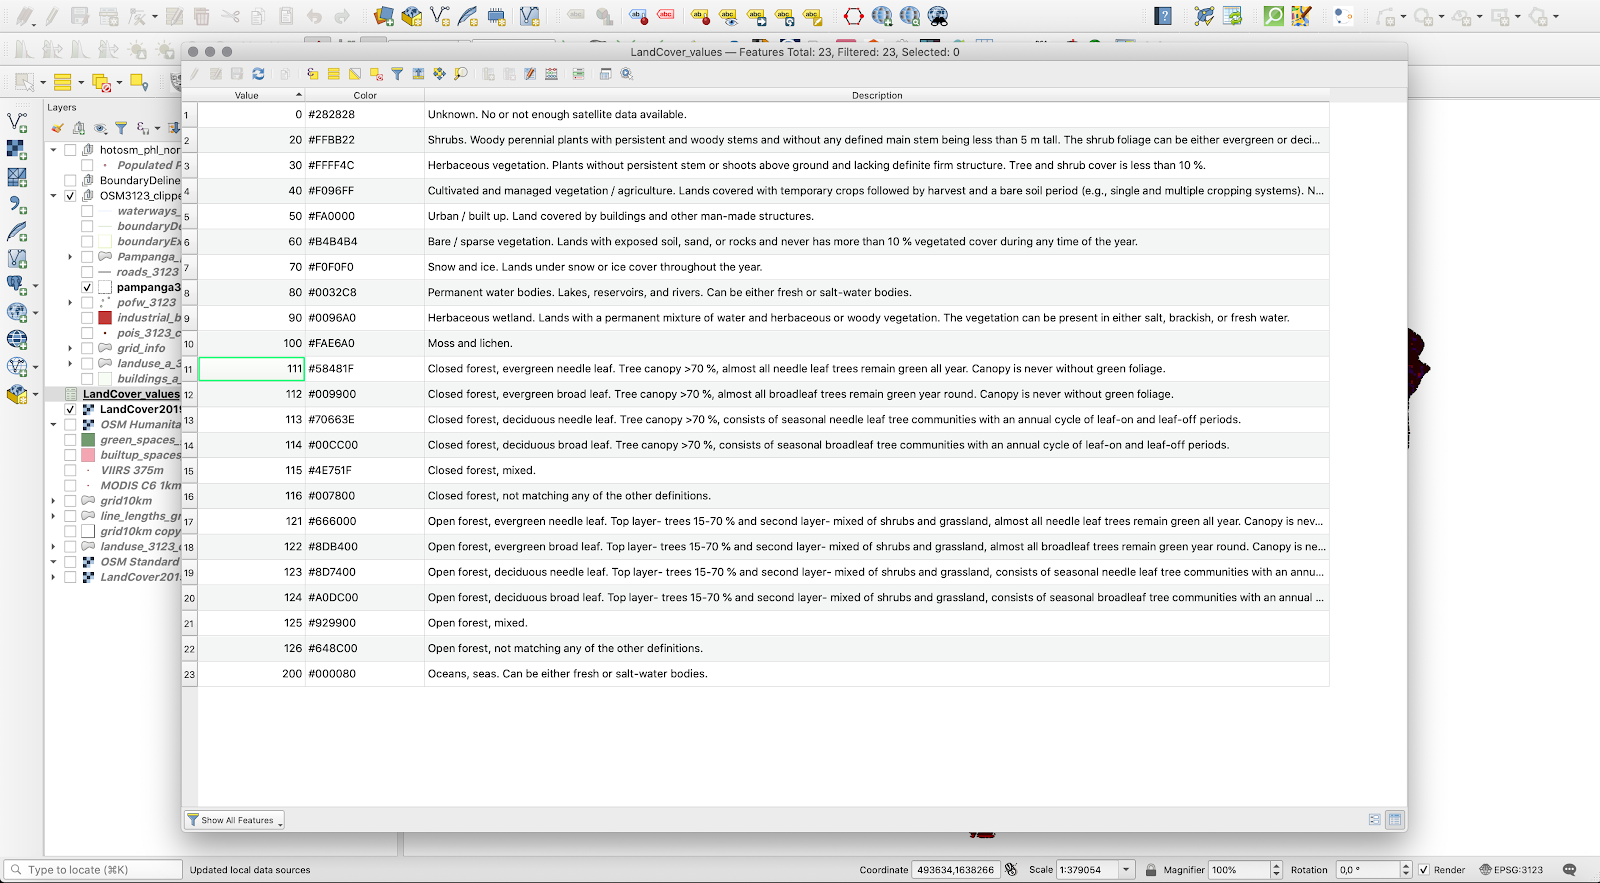 LandCover_values — Features Total: 23, Filtered: 23, Selected: 0
Layers
hotosm_phl_nor
Populated P
BoundaryDeline
OSM3123_clippe
waterways_
boundaryDe
boundaryEx
Pampanga_
roads_3123
pampanga3
pofw_3123
industrial_b
pois_3123_c
grid_info
landuse_a_3
buildings_a_
LandCover_values
LandCover201
OSM Humanita
green_spaces_
builtup_spaces
VIIRS 375m
MODIS C6 1km
grid10km
line_lengths_gr
grid10km copy
landuse_3123_c
OSM Standard
LandCover201
Value Color Description
1 0 #282828 Unknown. No or not enough satellite data available.
2 20 #FFBB22 Shrubs. Woody perennial plants with persistent and woody stems and without any defined main stem being less than 5 m tall. The shrub foliage can be either evergreen or deci...
3 30 #FFFF4C Herbaceous vegetation. Plants without persistent stem or shoots above ground and lacking definite firm structure. Tree and shrub cover is less than 10 %.
4 40 #F096FF Cultivated and managed vegetation / agriculture. Lands covered with temporary crops followed by harvest and a bare soil period (e.g., single and multiple cropping systems). N...
5 50 #FA0000 Urban / built up. Land covered by buildings and other man-made structures.
6 60 #B4B4B4 Bare / sparse vegetation. Lands with exposed soil, sand, or rocks and never has more than 10 % vegetated cover during any time of the year.
7 70 #F0F0F0 Snow and ice. Lands under snow or ice cover throughout the year.
8 80 #0032C8 Permanent water bodies. Lakes, reservoirs, and rivers. Can be either fresh or salt-water bodies.
9 90 #0096A0 Herbaceous wetland. Lands with a permanent mixture of water and herbaceous or woody vegetation. The vegetation can be present in either salt, brackish, or fresh water.
10 100 #FAE6A0 Moss and lichen.
11 111 #58481F Closed forest, evergreen needle leaf. Tree canopy >70 %, almost all needle leaf trees remain green all year. Canopy is never without green foliage.
12 112 #009900 Closed forest, evergreen broad leaf. Tree canopy >70 %, almost all broadleaf trees remain green year round. Canopy is never without green foliage.
13 113 #70663E Closed forest, deciduous needle leaf. Tree canopy >70 %, consists of seasonal needle leaf tree communities with an annual cycle of leaf-on and leaf-off periods.
14 114 #00CC00 Closed forest, deciduous broad leaf. Tree canopy >70 %, consists of seasonal broadleaf tree communities with an annual cycle of leaf-on and leaf-off periods.
15 115 #4E751F Closed forest, mixed.
16 116 #007800 Closed forest, not matching any of the other definitions.
17 121 #666000 Open forest, evergreen needle leaf. Top layer- trees 15-70 % and second layer- mixed of shrubs and grassland, almost all needle leaf trees remain green all year. Canopy is nev...
18 122 #8DB400 Open forest, evergreen broad leaf. Top layer- trees 15-70 % and second layer- mixed of shrubs and grassland, almost all broadleaf trees remain green year round. Canopy is ne...
19 123 #8D7400 Open forest, deciduous needle leaf. Top layer- trees 15-70 % and second layer- mixed of shrubs and grassland, consists of seasonal needle leaf tree communities with an annu...
20 124 #A0DC00 Open forest, deciduous broad leaf. Top layer- trees 15-70 % and second layer- mixed of shrubs and grassland, consists of seasonal broadleaf tree communities with an annual ...
21 125 #929900 Open forest, mixed.
22 126 #648C00 Open forest, not matching any of the other definitions.
23 200 #000080 Oceans, seas. Can be either fresh or salt-water bodies.
Show All Features
Type to locate (⌘K) Updated local data sources Coordinate 493634,1638266 Scale 1:379054 Magnifier 100% Rotation 0,0 ° Render EPSG:3123